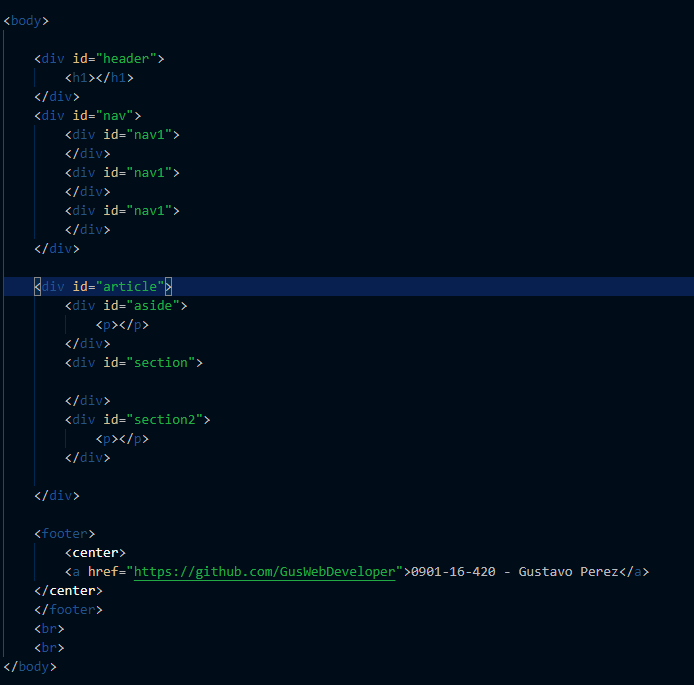 <body>
<div id="header">
<h1></h1>
</div>
<div id="nav">
<div id="nav1">
</div>
<div id="nav1">
</div>
<div id="nav1">
</div>
</div>
<div id="article">
<div id="aside">
<p></p>
</div>
<div id="section">
</div>
<div id="section2">
<p></p>
</div>
</div>
<footer>
<center>
<a href="https://github.com/GusWebDeveloper">0901-16-420 - Gustavo Perez</a>
</center>
</footer>
<br>
<br>
</body>